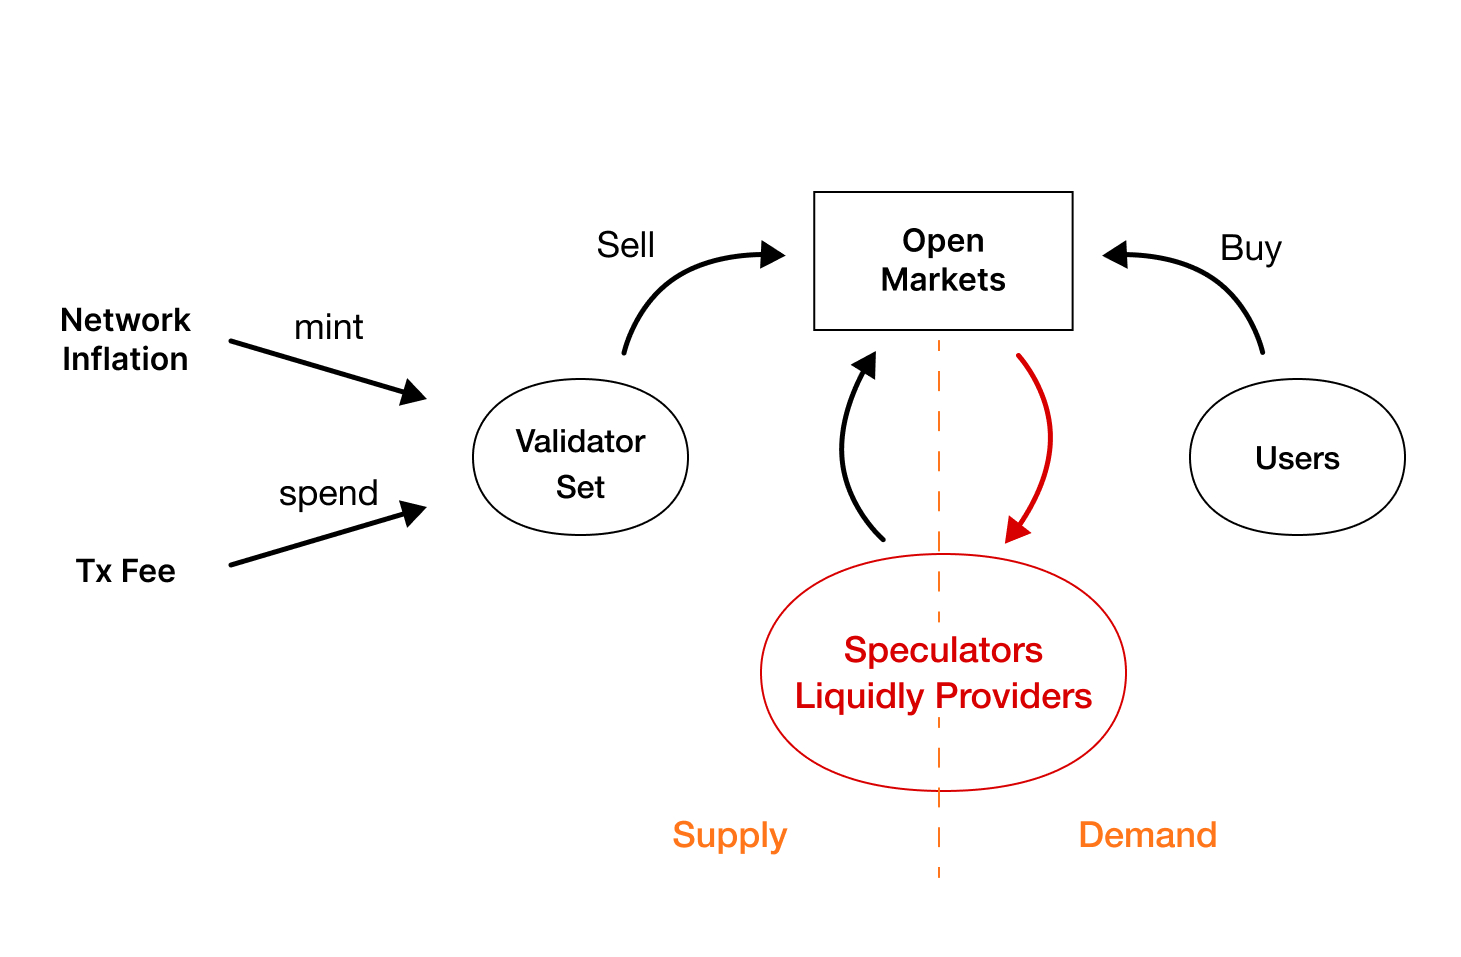 Open
Markets
Sell
Buy
Network
Inflation
mint
Validator
Set
Users
spend
Tx Fee
Speculators
Liquidly Providers
Supply
Demand